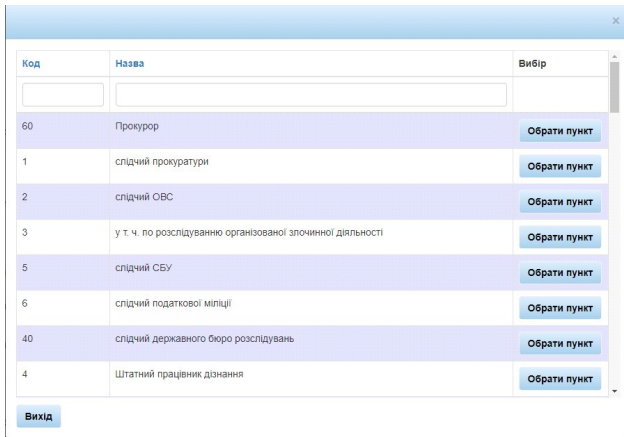 ×
Код Назва Вибір
60 Прокурор Обрати пункт
1 слідчий прокуратури Обрати пункт
2 слідчий ОВС Обрати пункт
3 у т. ч. по розслідуванню організованої злочинної діяльності Обрати пункт
5 слідчий СБУ Обрати пункт
6 слідчий податкової міліції Обрати пункт
40 слідчий державного бюро розслідувань Обрати пункт
4 Штатний працівник дізнання Обрати пункт
Вихід